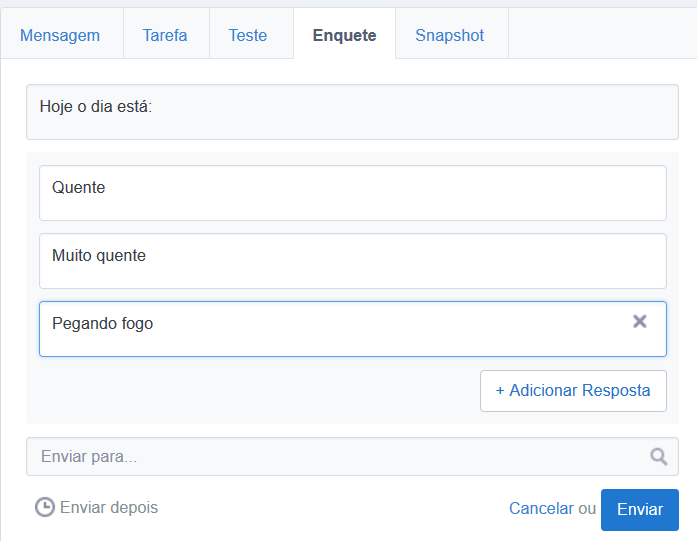 Mensagem Tarefa Teste Enquete Snapshot
Hoje o dia está:
Quente
Muito quente
Pegando fogo
+ Adicionar Resposta
Enviar para...
Enviar depois Cancelar ou Enviar